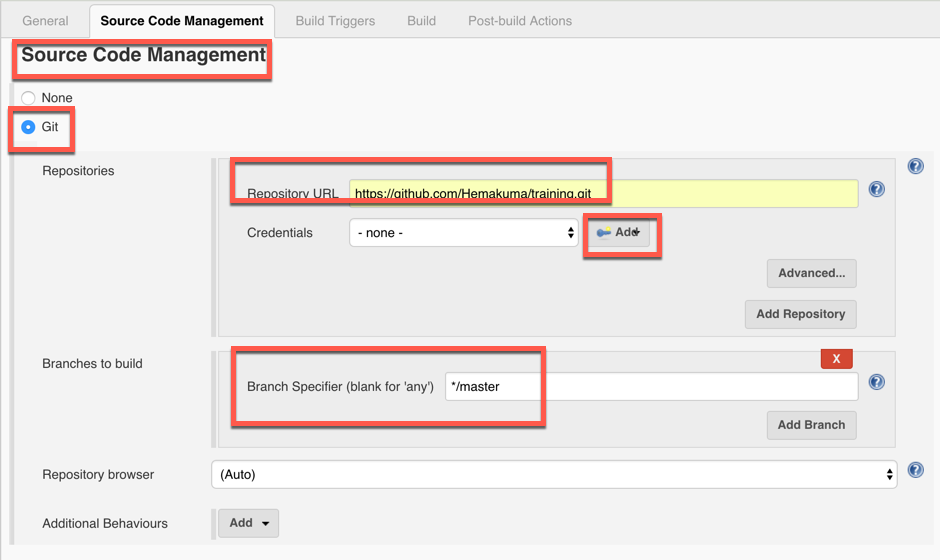 General Source Code Management Build Triggers Build Post-build Actions
Source Code Management
None
Git
Repositories
Repository URL https://github.com/Hemakuma/training.git
Credentials - none - Add
Advanced...
Add Repository
Branches to build
X
Branch Specifier (blank for 'any') */master
Add Branch
Repository browser (Auto)
Additional Behaviours Add